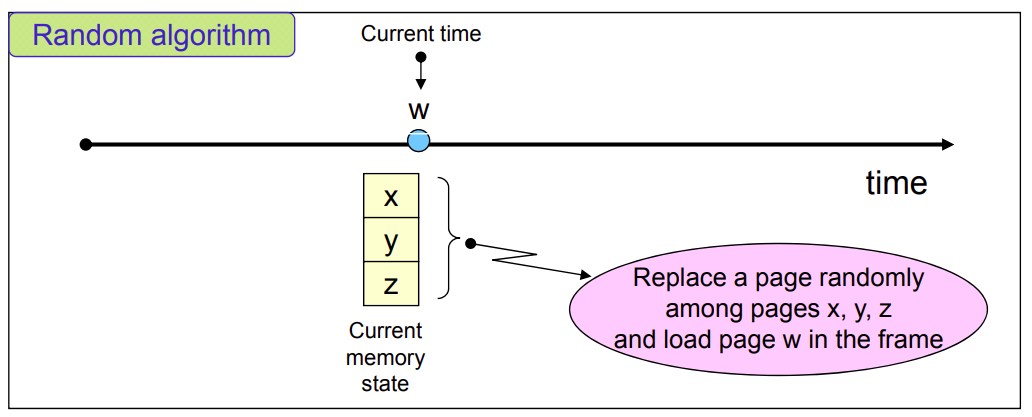 Random algorithm
Current time
w
time
x
y
z
Current
memory
state
Replace a page randomly
among pages x, y, z
and load page w in the frame